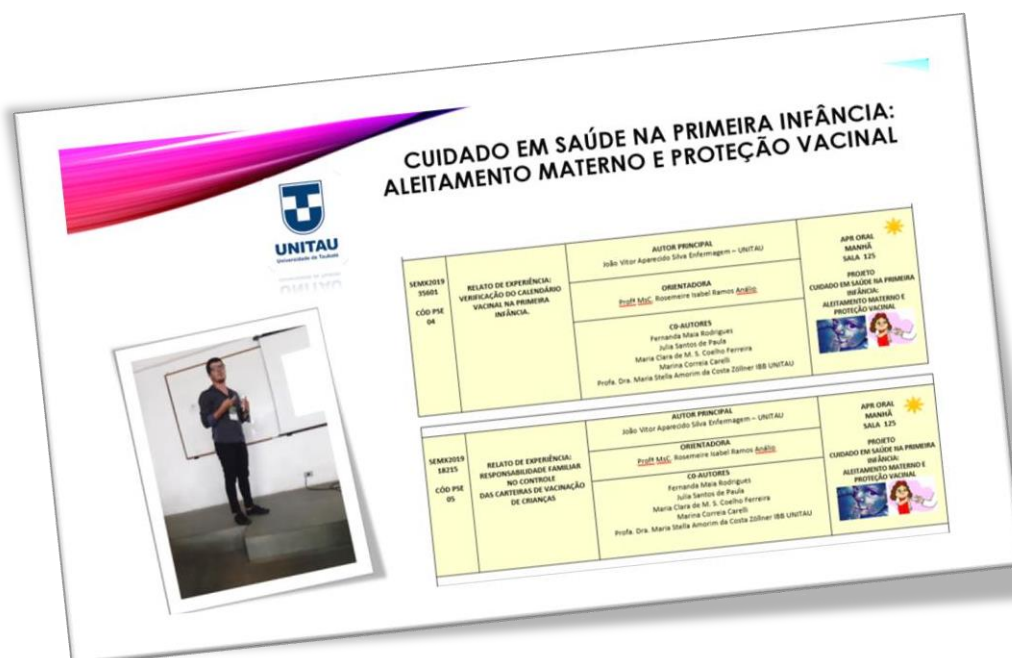 CUIDADO EM SAÚDE NA PRIMEIRA INFÂNCIA:
ALEITAMENTO MATERNO E PROTEÇÃO VACINAL
UNITAU
Universidade de Taubaté
SEMX2019
35601
CÓD PSE
04
RELATO DE EXPERIÊNCIA:
VERIFICAÇÃO DO CALENDÁRIO
VACINAL NA PRIMEIRA
INFÂNCIA.
AUTOR PRINCIPAL
João Vitor Aparecido Silva Enfermagem – UNITAU
ORIENTADORA
Profª MsC. Rosemeire Isabel Ramos Análio
C0-AUTORES
Fernanda Maia Rodrigues
Julia Santos de Paula
Maria Clara de M. S. Coelho Ferreira
Marina Correia Carelli
Profa. Dra. Maria Stella Amorim da Costa Zöllner IBB UNITAU
APR ORAL
MANHÃ
SALA 125
PROJETO
CUIDADO EM SAÚDE NA PRIMEIRA
INFÂNCIA:
ALEITAMENTO MATERNO E
PROTEÇÃO VACINAL
SEMX2019
18215
CÓD PSE
05
RELATO DE EXPERIÊNCIA:
RESPONSABILIDADE FAMILIAR
NO CONTROLE
DAS CARTEIRAS DE VACINAÇÃO
DE CRIANÇAS
AUTOR PRINCIPAL
João Vitor Aparecido Silva Enfermagem – UNITAU
ORIENTADORA
Profª MsC. Rosemeire Isabel Ramos Análio
C0-AUTORES
Fernanda Maia Rodrigues
Julia Santos de Paula
Maria Clara de M. S. Coelho Ferreira
Marina Correia Carelli
Profa. Dra. Maria Stella Amorim da Costa Zöllner IBB UNITAU
APR ORAL
MANHÃ
SALA 125
PROJETO
CUIDADO EM SAÚDE NA PRIMEIRA
INFÂNCIA:
ALEITAMENTO MATERNO E
PROTEÇÃO VACINAL